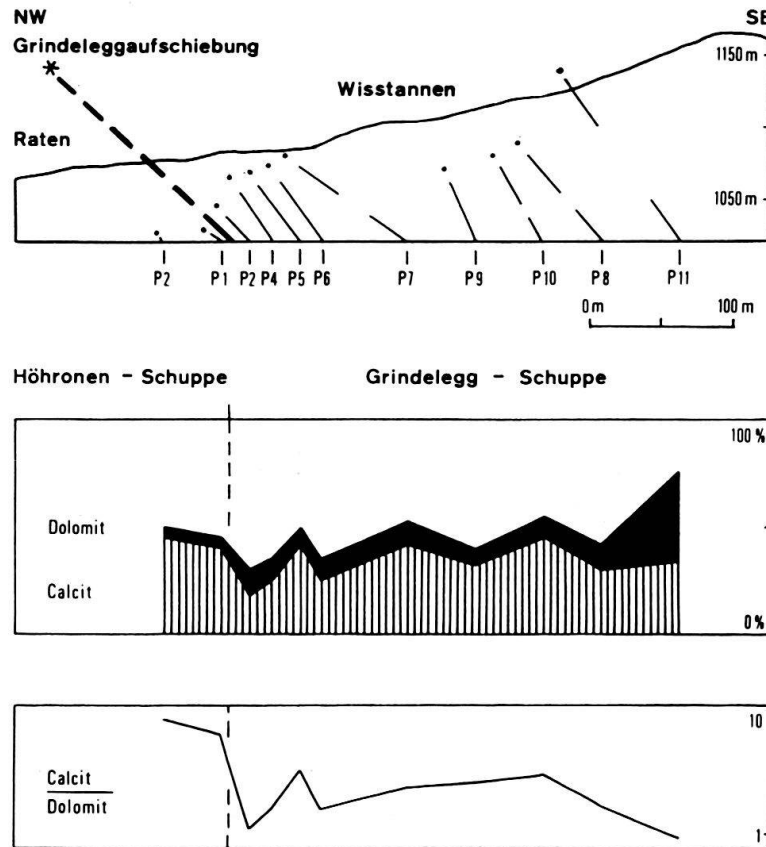 NW SE
Grindeleggaufschiebung
1150 m
Wisstannen
Raten
1050 m
P2 P1 P2 P4 P5 P6 P7 P9 P10 P8 P11
0 m 100 m
Höhronen - Schuppe Grindelegg - Schuppe
100 %
Dolomit
Calcit
0 %
10
Calcit
Dolomit
1